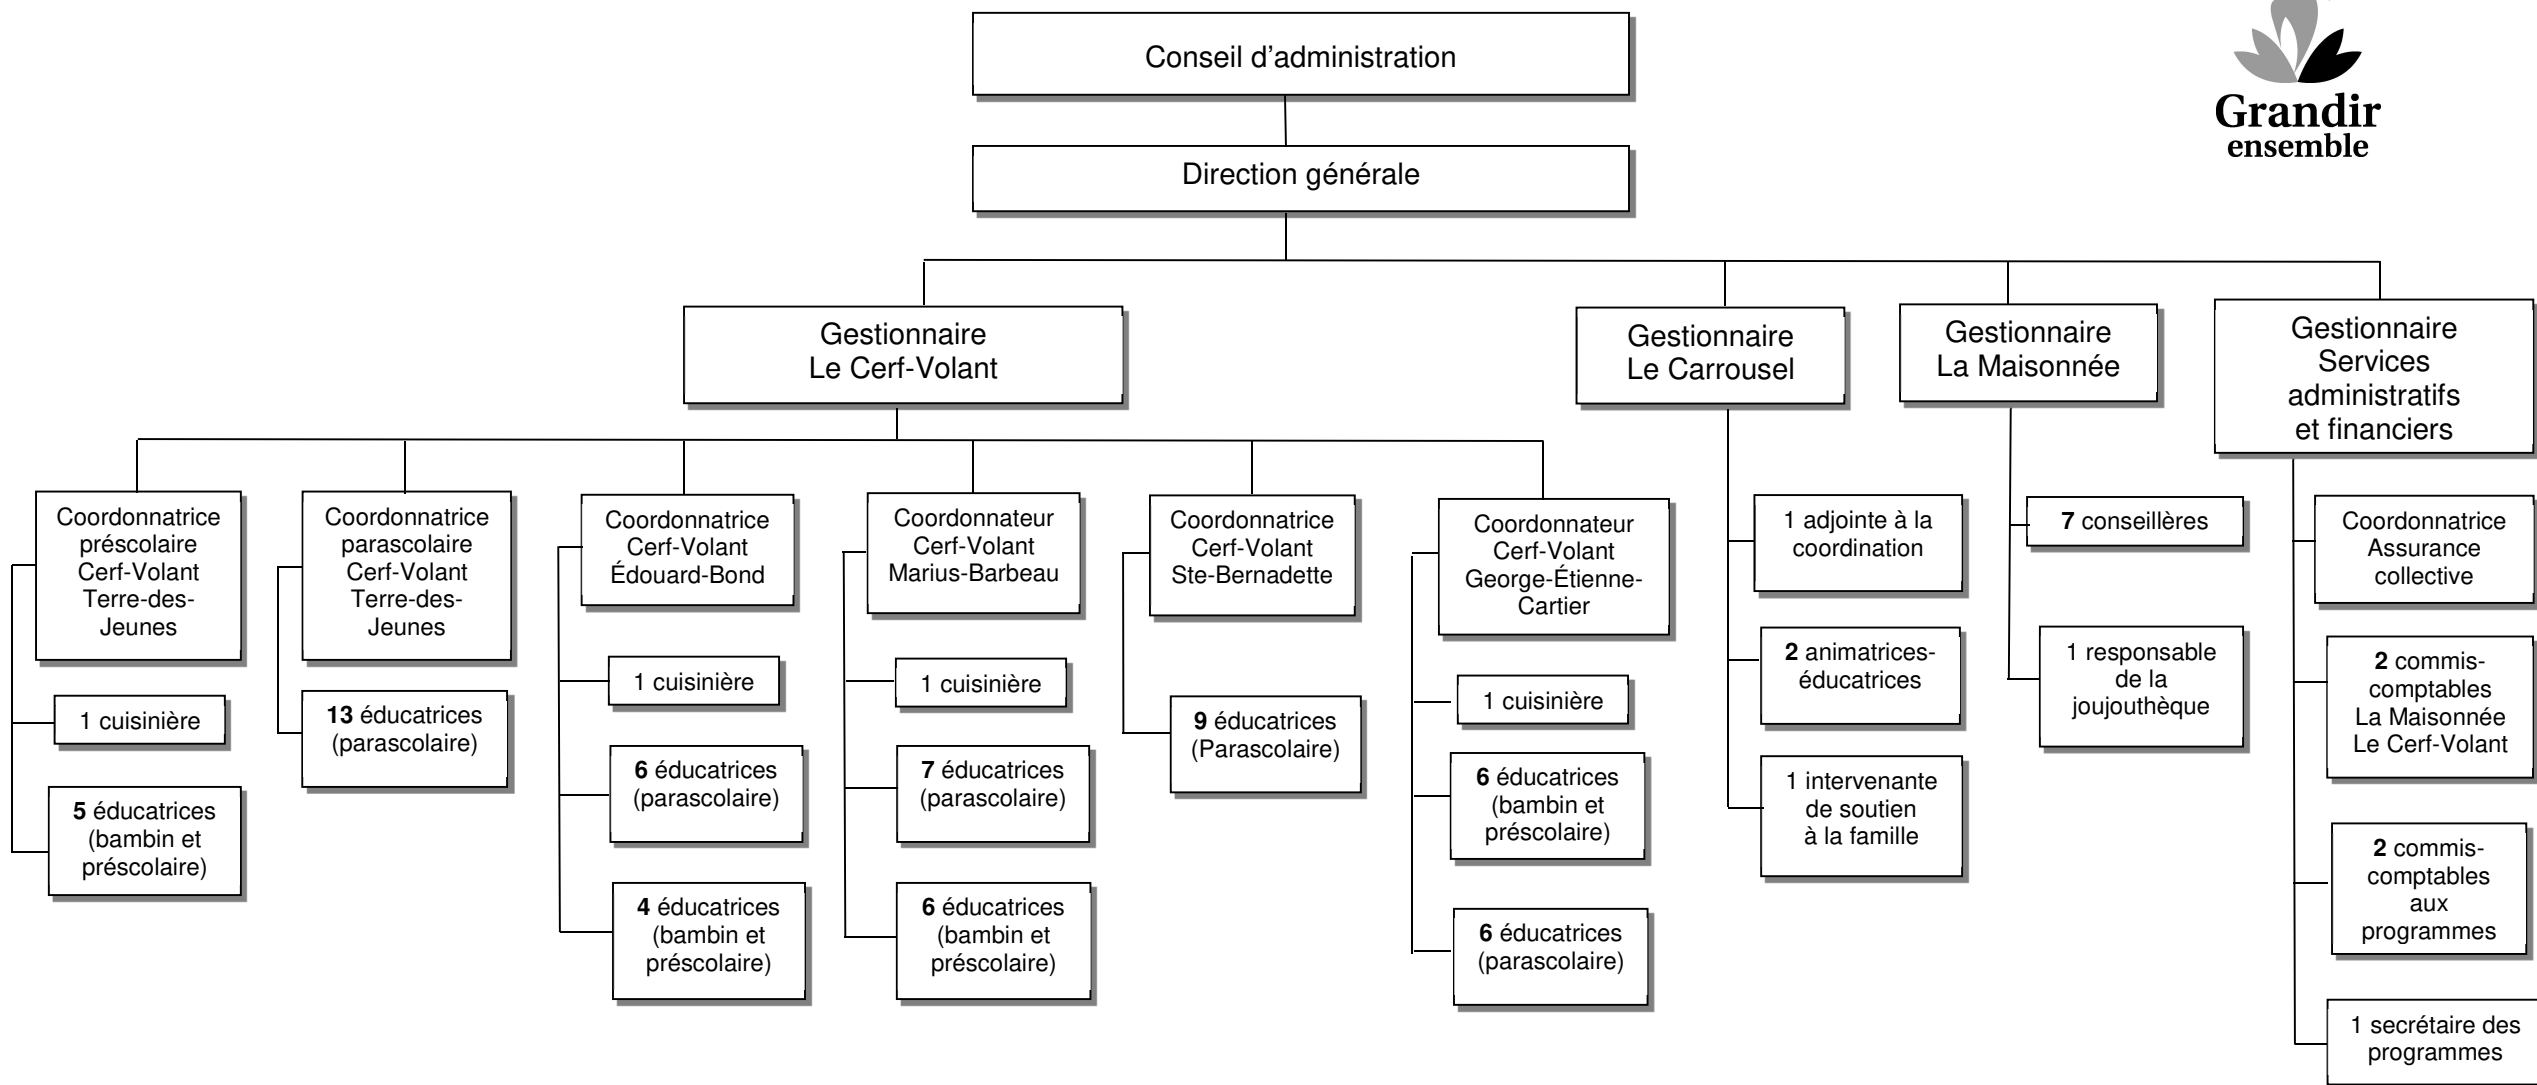 Conseil d'administration
Grandir
ensemble
Direction générale
Gestionnaire
Le Cerf-Volant
Gestionnaire
Le Carrousel
Gestionnaire
La Maisonnée
Gestionnaire
Services
administratifs
et financiers
Coordonnatrice
préscolaire
Cerf-Volant
Terre-des-
Jeunes
1 cuisinière
5 éducatrices
(bambin et
préscolaire)
Coordonnatrice
parascolaire
Cerf-Volant
Terre-des-
Jeunes
13 éducatrices
(parascolaire)
Coordonnatrice
Cerf-Volant
Édouard-Bond
1 cuisinière
6 éducatrices
(parascolaire)
4 éducatrices
(bambin et
préscolaire)
Coordonnateur
Cerf-Volant
Marius-Barbeau
1 cuisinière
7 éducatrices
(parascolaire)
6 éducatrices
(bambin et
préscolaire)
Coordonnatrice
Cerf-Volant
Ste-Bernadette
9 éducatrices
(Parascolaire)
Coordonnateur
Cerf-Volant
George-Étienne-
Cartier
1 cuisinière
6 éducatrices
(bambin et
préscolaire)
6 éducatrices
(parascolaire)
1 adjointe à la
coordination
2 animatrices-
éducatrices
1 intervenante
de soutien
à la famille
7 conseillères
1 responsable
de la
joujouthèque
Coordonnatrice
Assurance
collective
2 commis-
comptables
La Maisonnée
Le Cerf-Volant
2 commis-
comptables
aux
programmes
1 secrétaire des
programmes